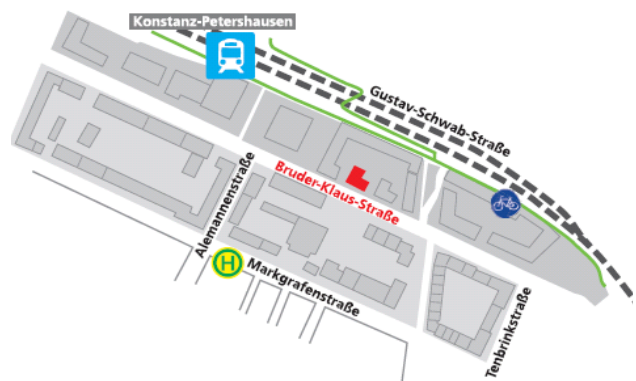 Konstanz-Petershausen
Gustav-Schwab-Straße
Bruder-Klaus-Straße
Alemannenstraße
H
Markgrafenstraße
Tenbrinkstraße